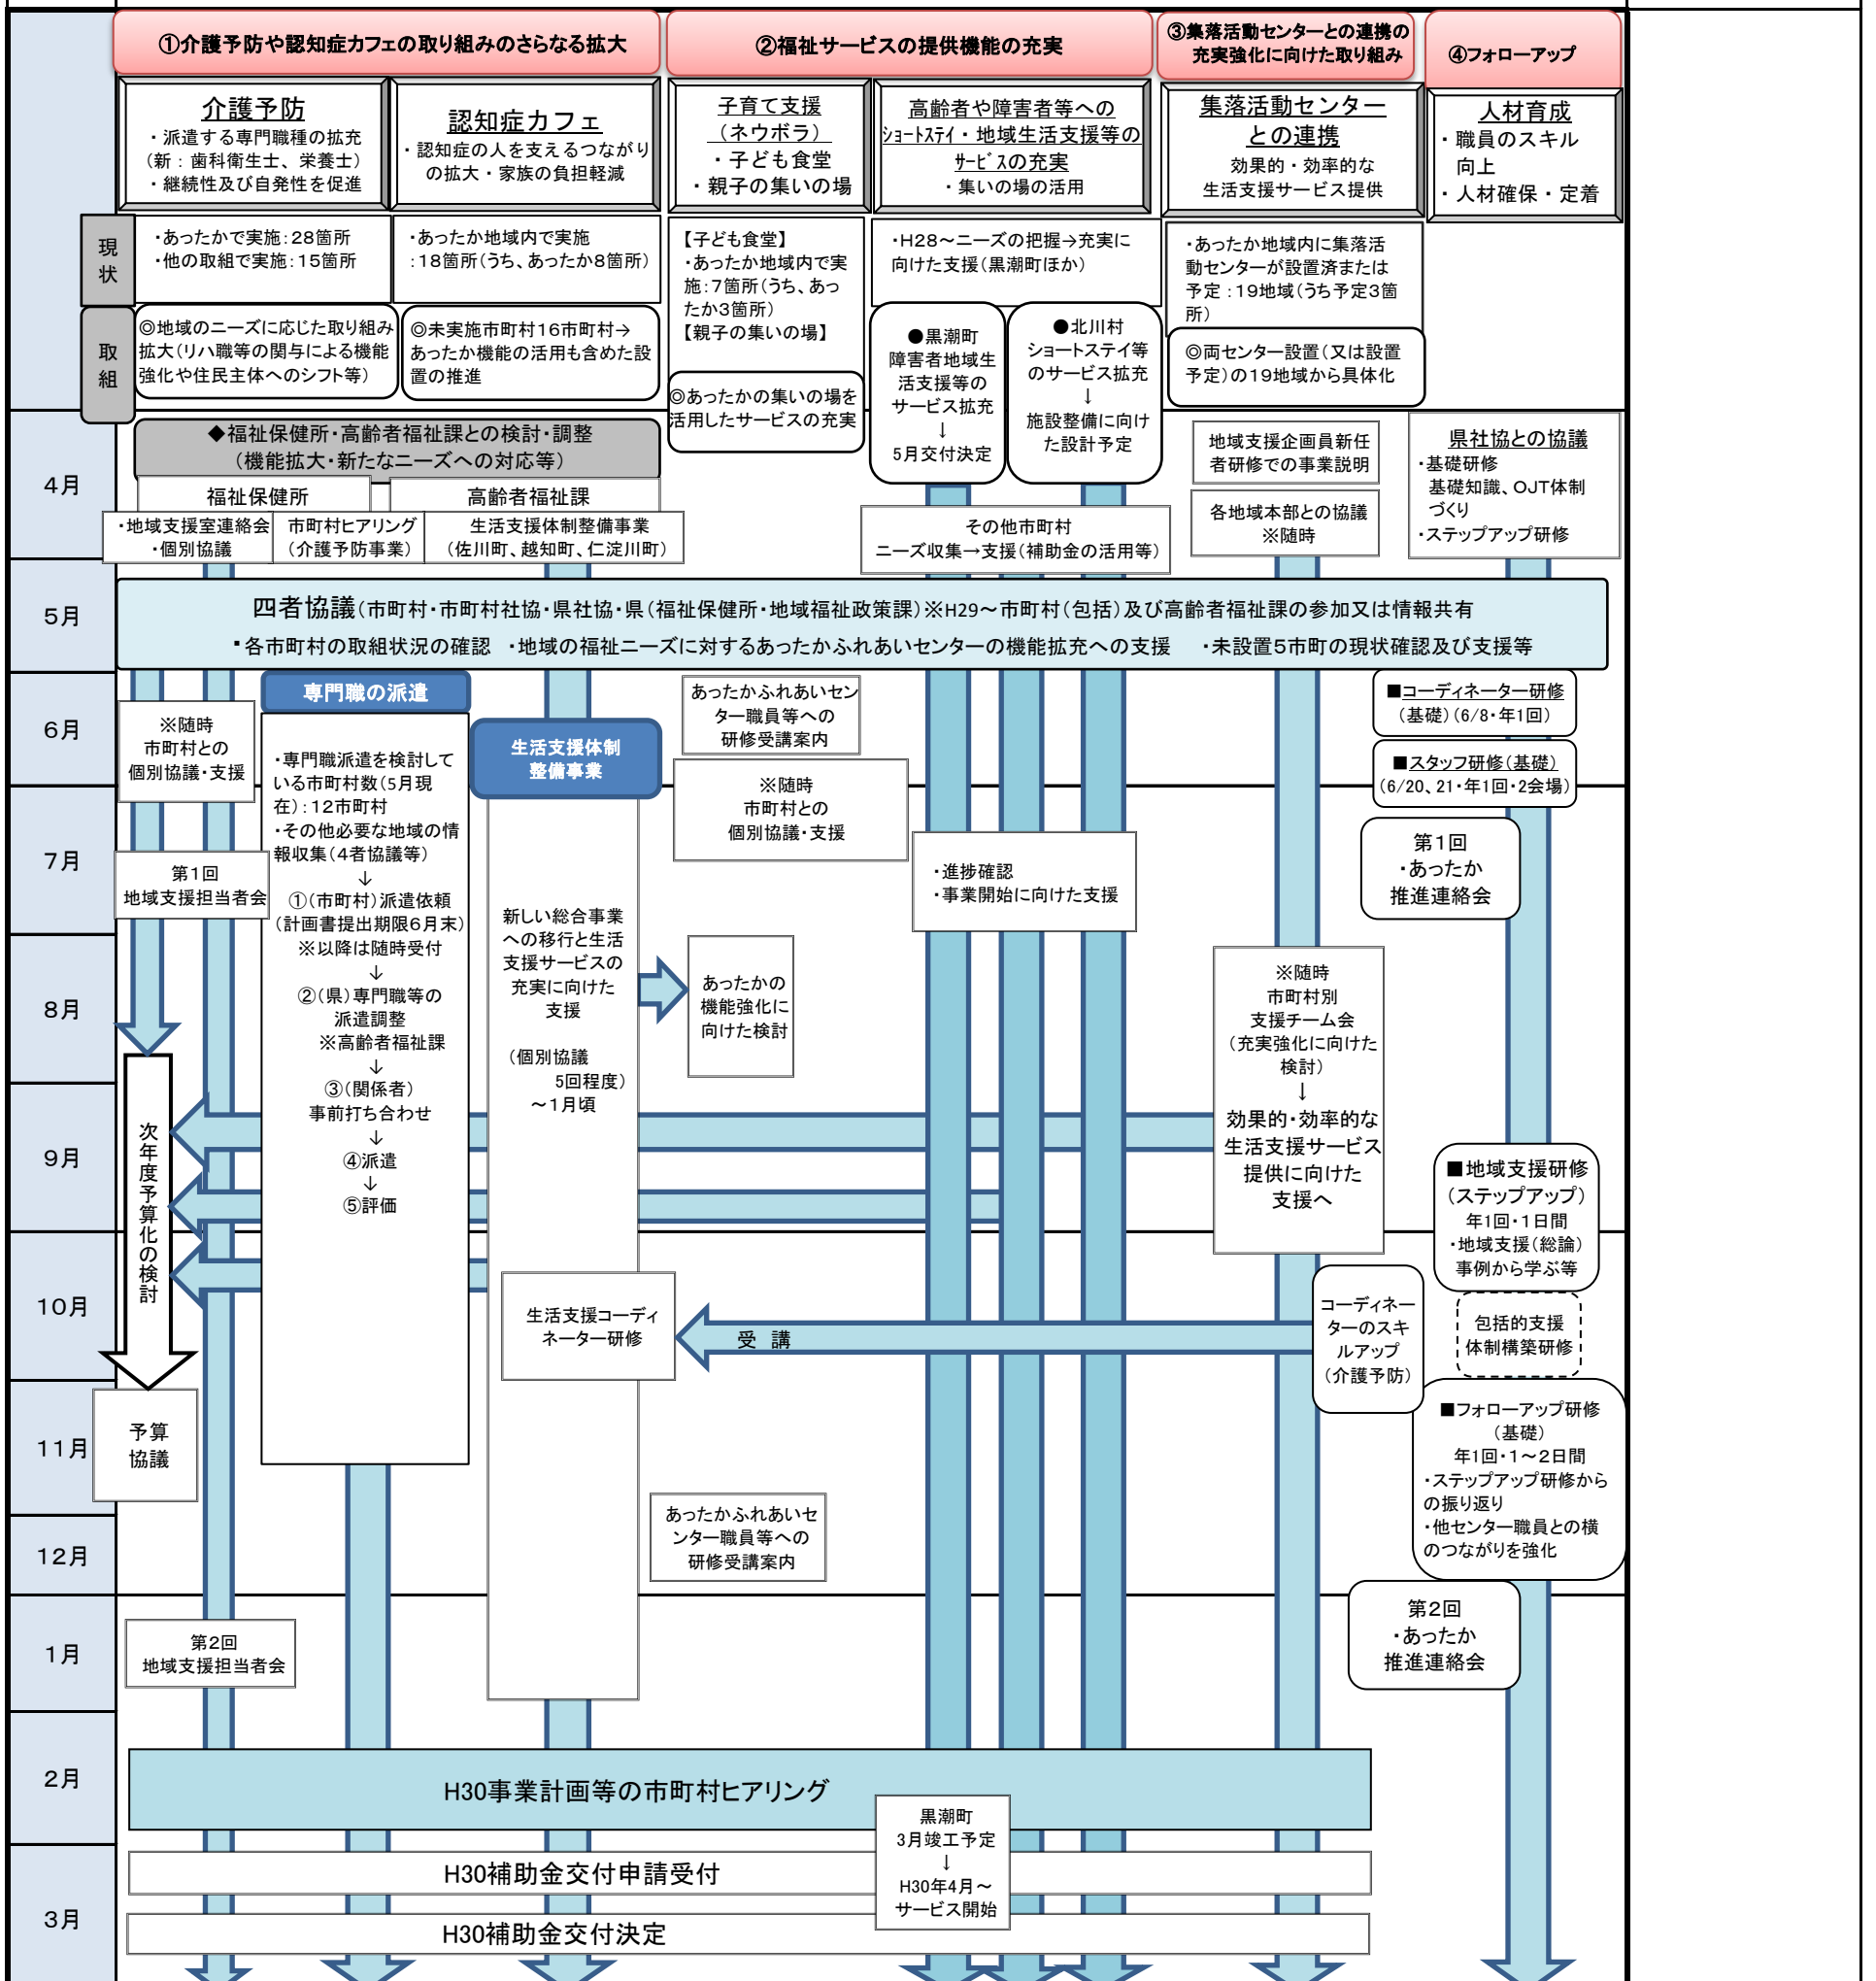 ①介護予防や認知症カフェの取り組みのさらなる拡大
②福祉サービスの提供機能の充実
③集落活動センターとの連携の
充実強化に向けた取り組み
④フォローアップ
介護予防
・派遣する専門職種の拡充
（新：歯科衛生士、栄養士）
・継続性及び自発性を促進
認知症カフェ
・認知症の人を支えるつながり
の拡大・家族の負担軽減
子育て支援
（ネウボラ）
・子ども食堂
・親子の集いの場
高齢者や障害者等への
ｼｮｰﾄｽﾃｲ・地域生活支援等の
ｻｰﾋﾞｽの充実
・集いの場の活用
集落活動センター
との連携
効果的・効率的な
生活支援サービス提供
人材育成
・職員のスキル
向上
・人材確保・定着
現状
・あったかで実施：28箇所
・他の取組で実施：15箇所
・あったか地域内で実施
：18箇所（うち、あったか8箇所）
【子ども食堂】
・あったか地域内で実
施：7箇所（うち、あっ
たか3箇所）
【親子の集いの場】
・H28～ニーズの把握→充実に
向けた支援（黒潮町ほか）
・あったか地域内に集落活
動センターが設置済または
予定：19地域（うち予定3箇
所）
取組
◎地域のニーズに応じた取り組み
拡大（リハ職等の関与による機能
強化や住民主体へのシフト等）
◎未実施市町村16市町村→
あったか機能の活用も含めた設
置の推進
◎あったかの集いの場を
活用したサービスの充実
●黒潮町
障害者地域生
活支援等の
サービス拡充
↓
5月交付決定
●北川村
ショートステイ等
のサービス拡充
↓
施設整備に向け
た設計予定
◎両センター設置（又は設置
予定）の19地域から具体化
4月
◆福祉保健所・高齢者福祉課との検討・調整
（機能拡大・新たなニーズへの対応等）
福祉保健所
高齢者福祉課
・地域支援室連絡会
・個別協議
市町村ヒアリング
（介護予防事業）
生活支援体制整備事業
（佐川町、越知町、仁淀川町）
その他市町村
ニーズ収集→支援（補助金の活用等）
地域支援企画員新任
者研修での事業説明
各地域本部との協議
※随時
県社協との協議
・基礎研修
基礎知識、OJT体制
づくり
・ステップアップ研修
5月
四者協議（市町村・市町村社協・県社協・県（福祉保健所・地域福祉政策課）※H29～市町村（包括）及び高齢者福祉課の参加又は情報共有
・各市町村の取組状況の確認　・地域の福祉ニーズに対するあったかふれあいセンターの機能拡充への支援　・未設置5市町の現状確認及び支援等
6月
※随時
市町村との
個別協議・支援
専門職の派遣
・専門職派遣を検討して
いる市町村数（5月現
在）：12市町村
・その他必要な地域の情
報収集（4者協議等）
↓
①（市町村）派遣依頼
（計画書提出期限6月末）
※以降は随時受付
↓
②（県）専門職等の
派遣調整
※高齢者福祉課
↓
③（関係者）
事前打ち合わせ
↓
④派遣
↓
⑤評価
生活支援体制
整備事業
新しい総合事業
への移行と生活
支援サービスの
充実に向けた
支援
（個別協議
5回程度）
～1月頃
あったかふれあいセン
ター職員等への
研修受講案内
※随時
市町村との
個別協議・支援
■コーディネーター研修
（基礎）（6/8・年1回）
■スタッフ研修（基礎）
（6/20、21・年1回・2会場）
7月
第1回
地域支援担当者会
・進捗確認
・事業開始に向けた支援
第1回
・あったか
推進連絡会
8月
あったかの
機能強化に
向けた検討
※随時
市町村別
支援チーム会
（充実強化に向けた
検討）
↓
効果的・効率的な
生活支援サービス
提供に向けた
支援へ
9月
次年度予算化の検討
■地域支援研修
（ステップアップ）
年1回・1日間
・地域支援（総論）
事例から学ぶ等
10月
生活支援コーディ
ネーター研修
受 講
コーディネー
ターのスキ
ルアップ
（介護予防）
包括的支援
体制構築研修
11月
予算
協議
■フォローアップ研修
（基礎）
年1回・1～2日間
・ステップアップ研修から
の振り返り
・他センター職員との横
のつながりを強化
12月
あったかふれあいセ
ンター職員等への
研修受講案内
1月
第2回
地域支援担当者会
第2回
・あったか
推進連絡会
2月
H30事業計画等の市町村ヒアリング
黒潮町
3月竣工予定
↓
H30年4月～
サービス開始
3月
H30補助金交付申請受付
H30補助金交付決定